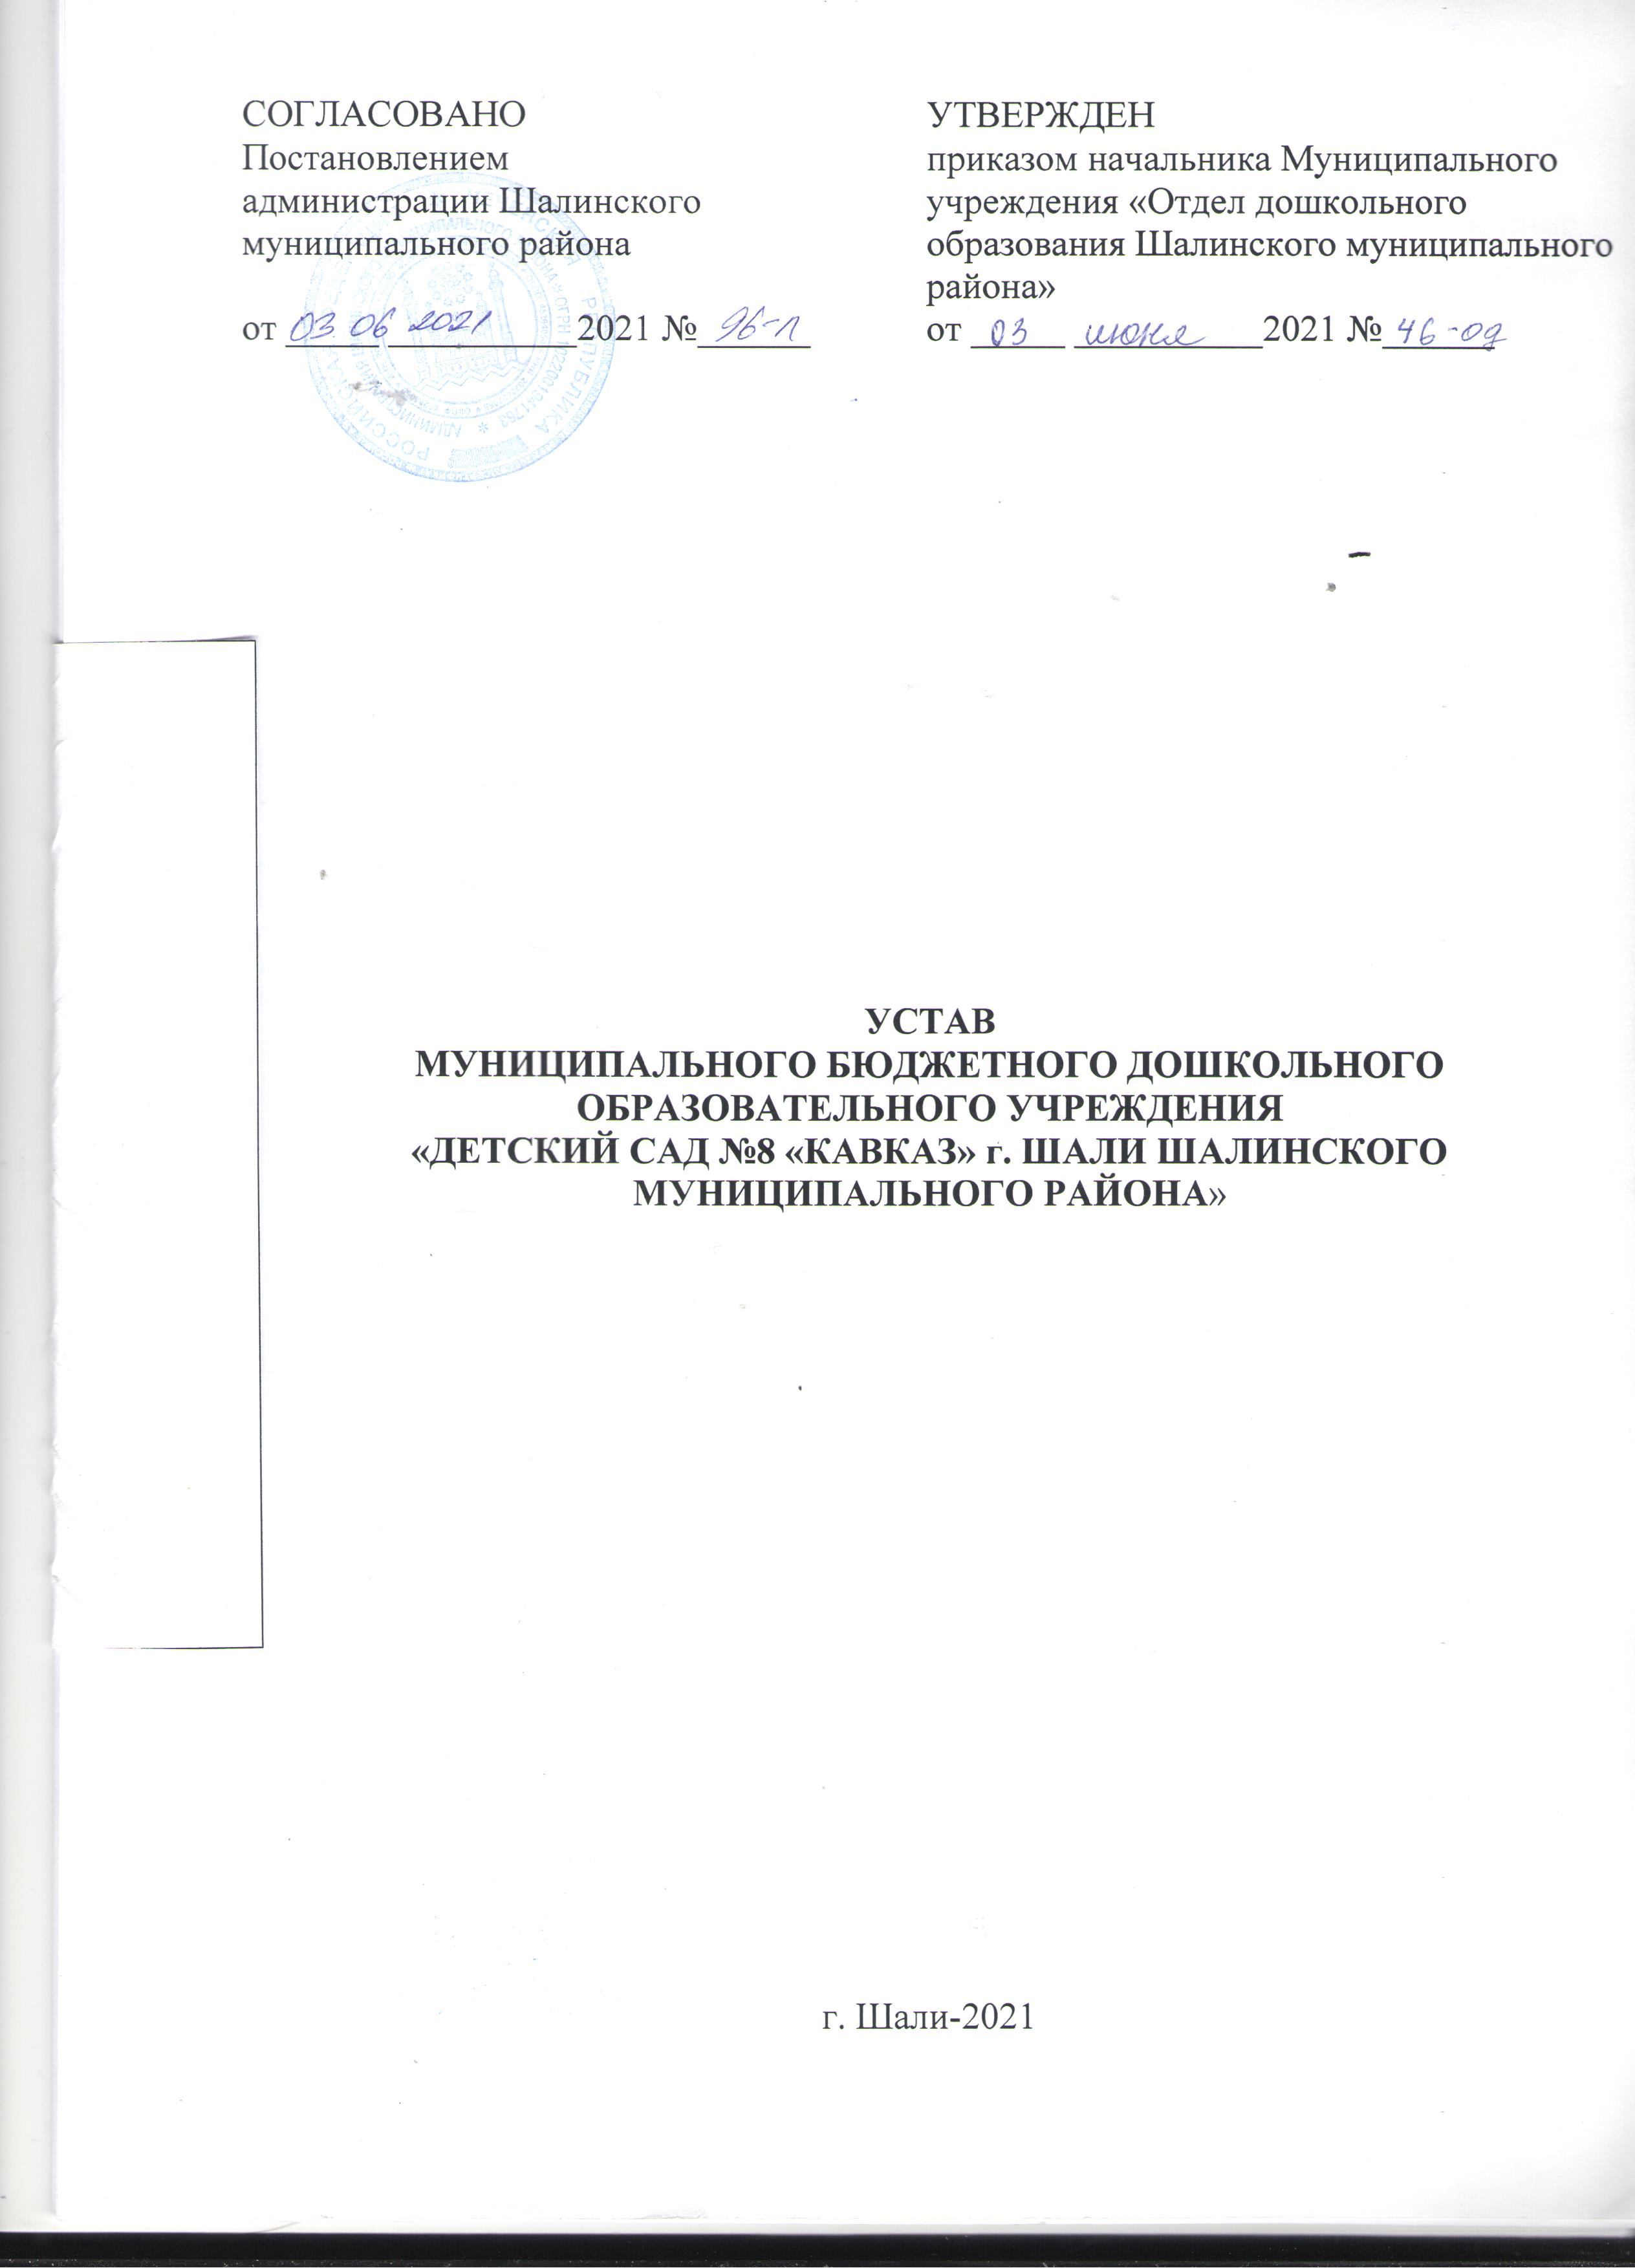 СОГЛАСОВАНО
Постановлением
администрации Шалинского
муниципального района
от 03 06 2021 2021 № 96-п
УТВЕРЖДЕН
приказом начальника Муниципального
учреждения «Отдел дошкольного
образования Шалинского муниципального
района»
от 03 июня 2021 № 46-од
УСТАВ
МУНИЦИПАЛЬНОГО БЮДЖЕТНОГО ДОШКОЛЬНОГО
ОБРАЗОВАТЕЛЬНОГО УЧРЕЖДЕНИЯ
«ДЕТСКИЙ САД №8 «КАВКАЗ» г. ШАЛИ ШАЛИНСКОГО
МУНИЦИПАЛЬНОГО РАЙОНА»
г. Шали-2021